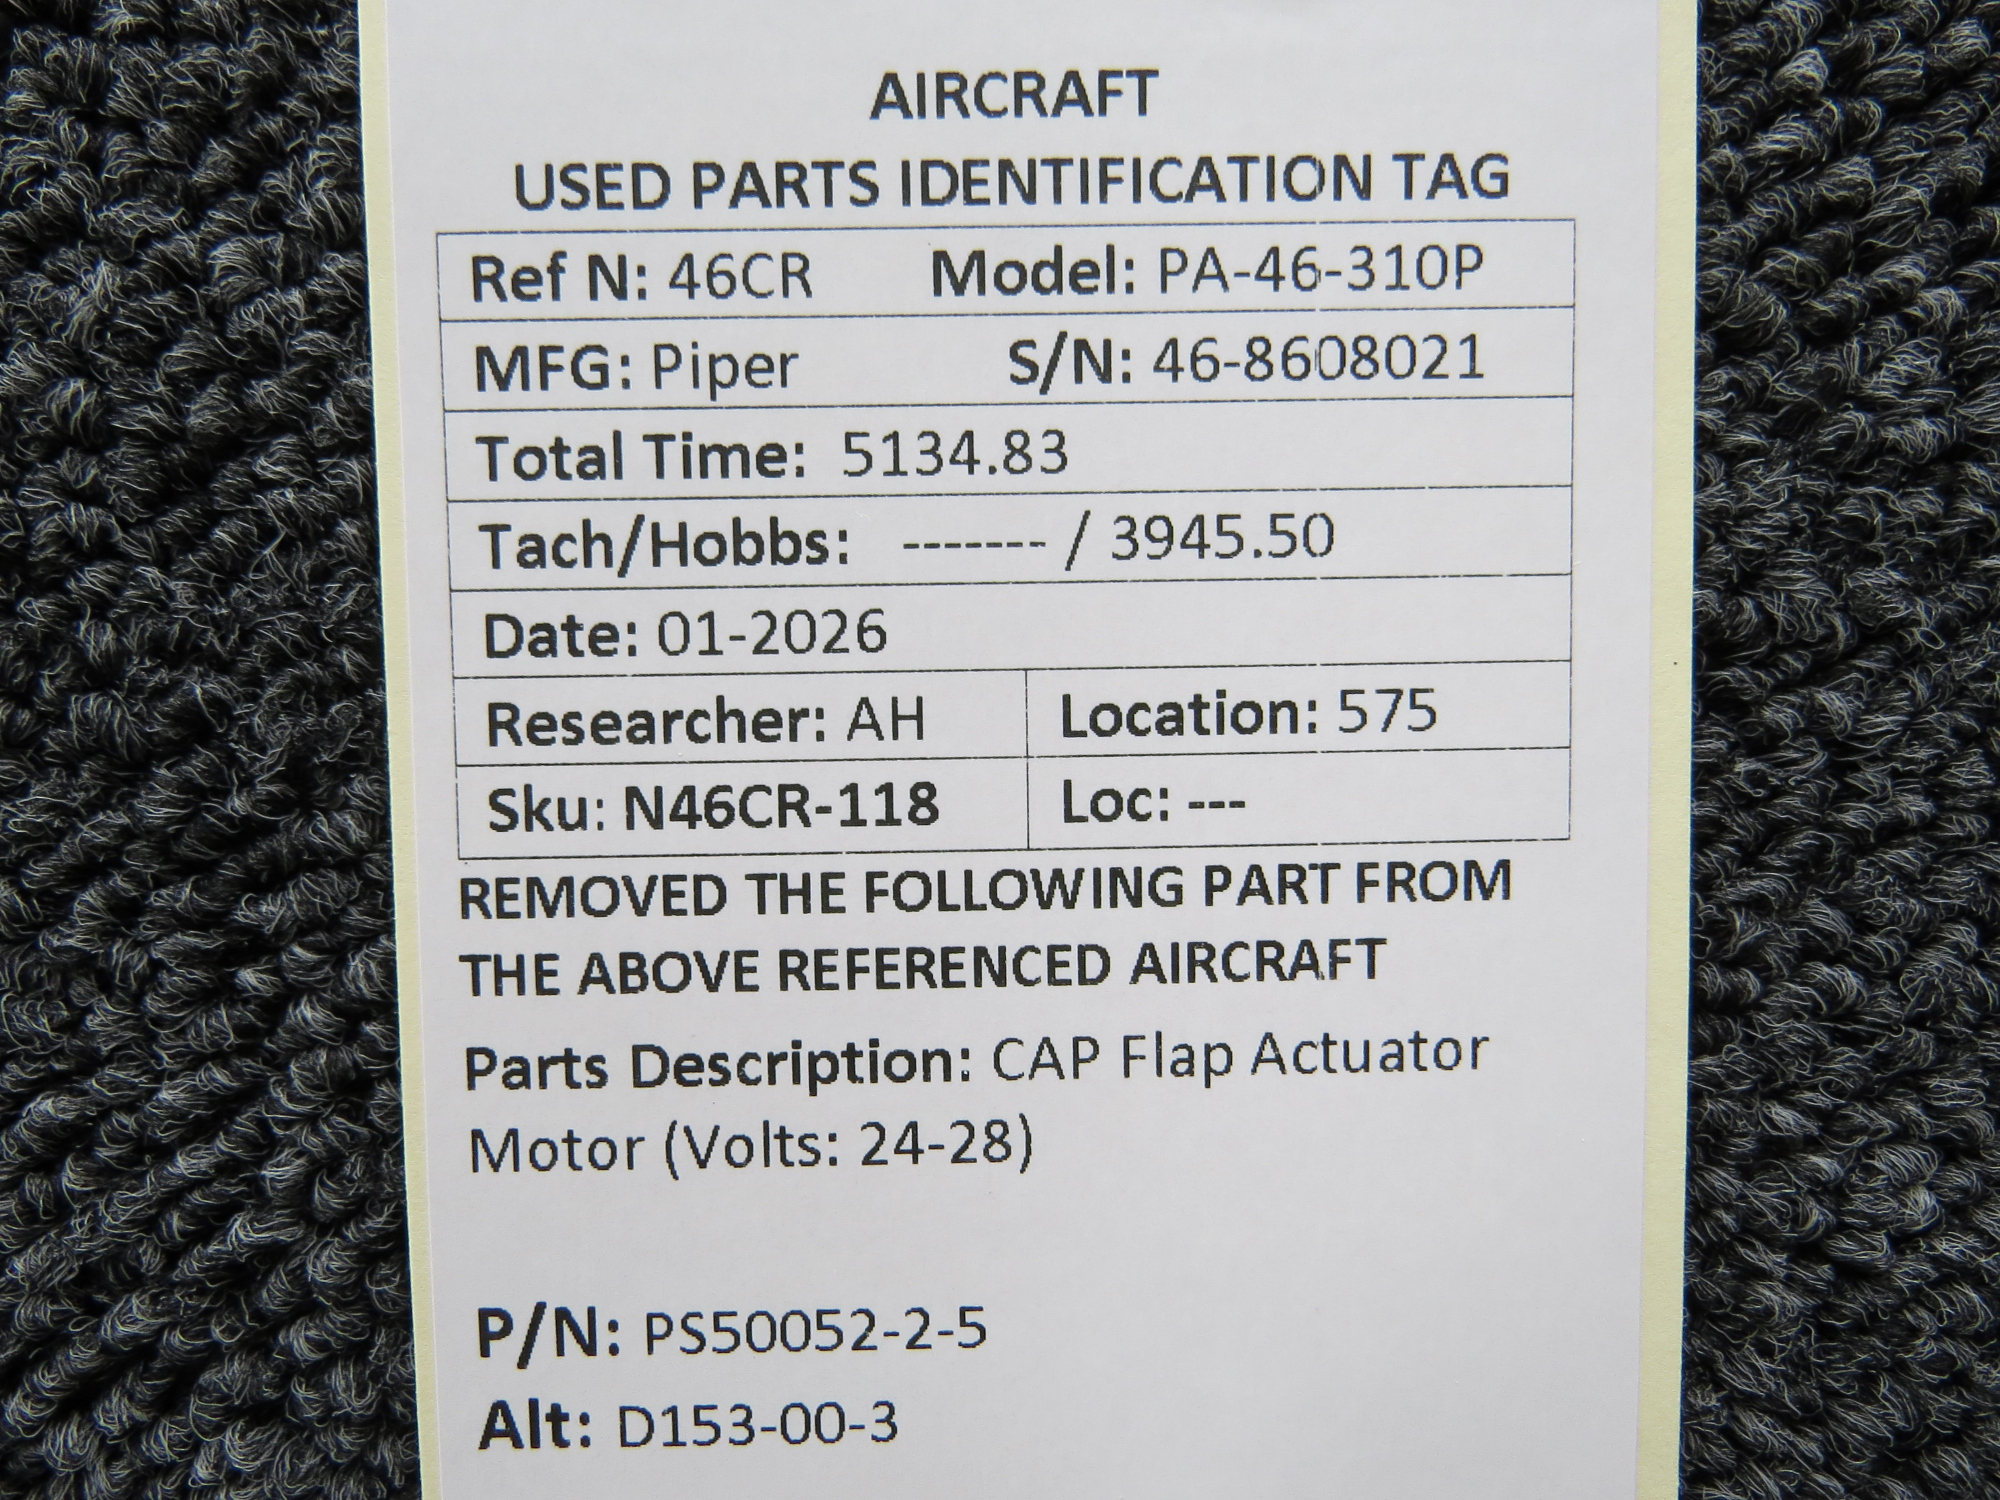 AIRCRAFT
USED PARTS IDENTIFICATION TAG
Ref N: 46CR Model: PA-46-310P
MFG: Piper S/N: 46-8608021
Total Time: 5134.83
Tach/Hobbs: ------- / 3945.50
Date: 01-2026
Researcher: AH Location: 575
Sku: N46CR-118 Loc: ---
REMOVED THE FOLLOWING PART FROM
THE ABOVE REFERENCED AIRCRAFT
Parts Description: CAP Flap Actuator
Motor (Volts: 24-28)
P/N: PS50052-2-5
Alt: D153-00-3